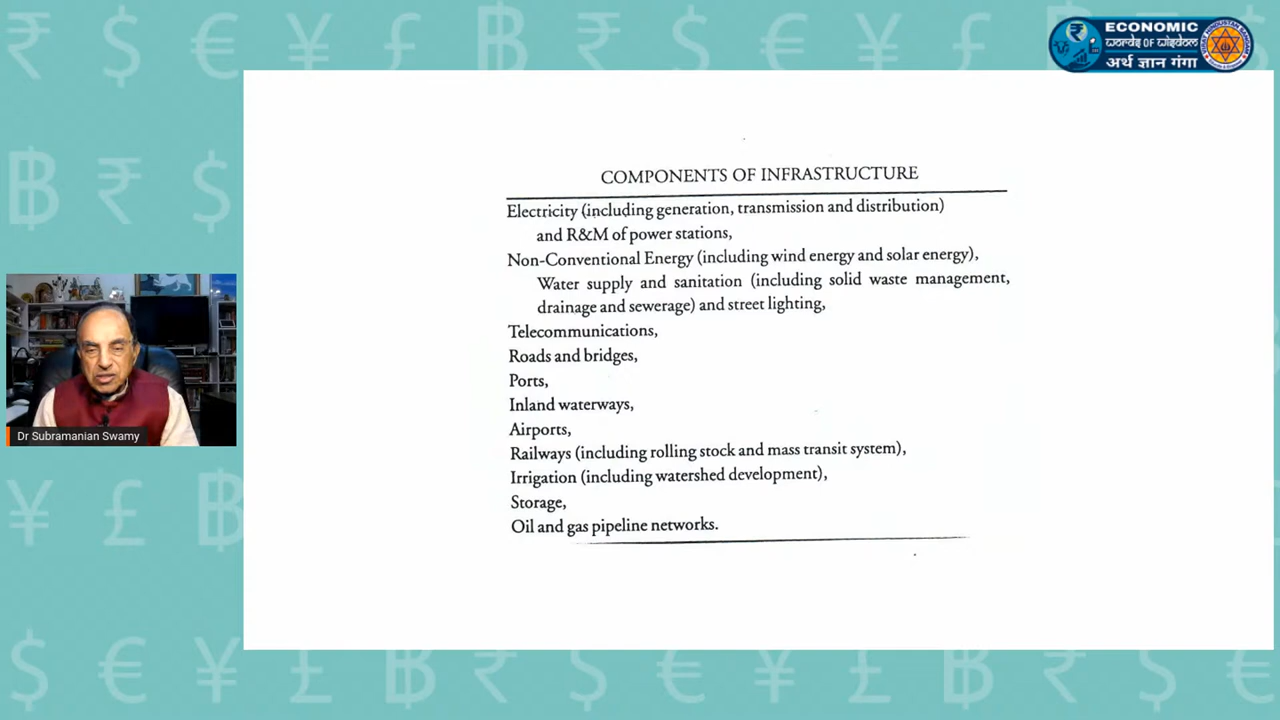 ECONOMIC
WORDS OF WISDOM
अर्थ ज्ञान गंगा
COMPONENTS OF INFRASTRUCTURE
Electricity (including generation, transmission and distribution)
and R&M of power stations,
Non-Conventional Energy (including wind energy and solar energy),
Water supply and sanitation (including solid waste management,
drainage and sewerage) and street lighting,
Telecommunications,
Roads and bridges,
Ports,
Inland waterways,
Airports,
Railways (including rolling stock and mass transit system),
Irrigation (including watershed development),
Storage,
Oil and gas pipeline networks.
Dr Subramanian Swamy